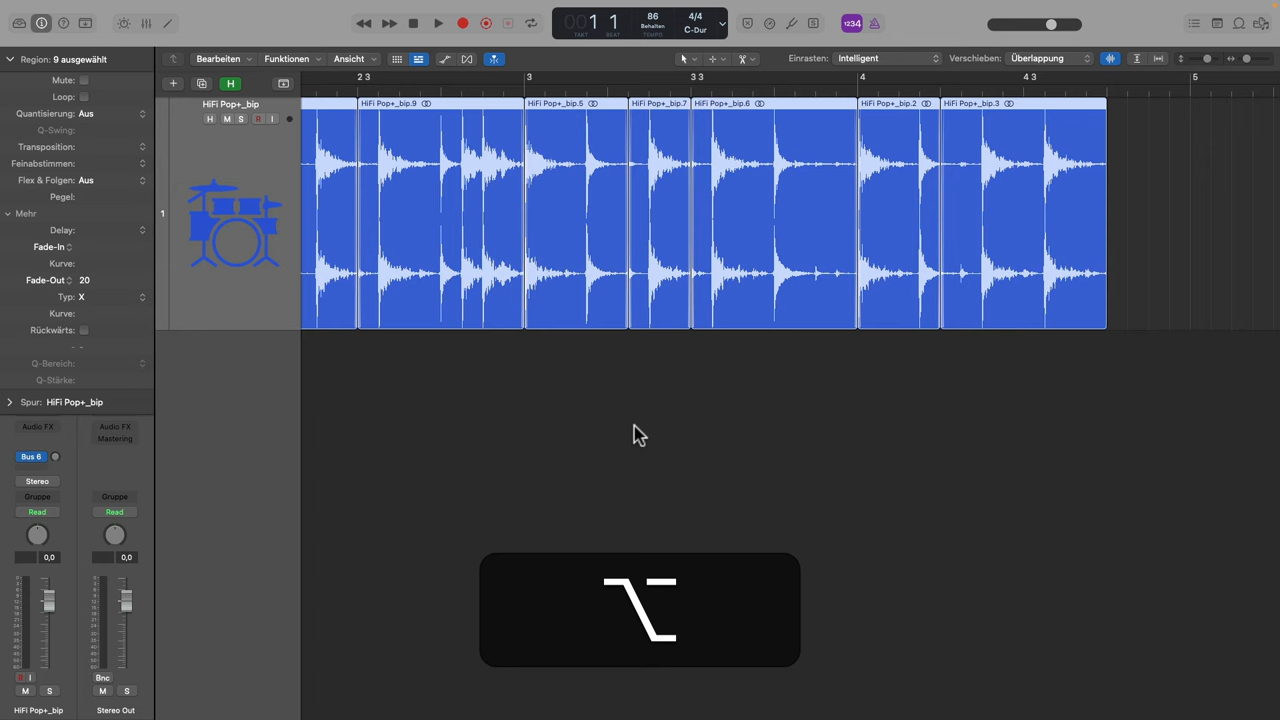 00 1 1
TAKT BEAT
86
Behalten
TEMPO
4/4
C-Dur
1234
S
Region: 9 ausgewählt
Mute:
Loop:
Quantisierung: Aus
Q-Swing:
Transposition:
Feinabstimmen:
Flex & Folgen: Aus
Pegel:
Mehr
Delay:
Fade-In
Kurve:
Fade-Out 20
Typ: X
Kurve:
Rückwärts:
- -
Q-Bereich:
Q-Stärke:
Spur: HiFi Pop+_bip
Bearbeiten Funktionen Ansicht
Einrasten: Intelligent
Verschieben: Überlappung
H
2 3 3 3 3 4 4 3 5
HiFi Pop+_bip
H M S R I
1
HiFi Pop+_bip.9 HiFi Pop+_bip.5 HiFi Pop+_bip.7 HiFi Pop+_bip.6 HiFi Pop+_bip.2 HiFi Pop+_bip.3
⌥
Audio FX Audio FX
Mastering
Bus 6
Stereo
Gruppe Gruppe
Read Read
0,0 0,0
R I Bnc
M S M S
HiFi Pop+_bip Stereo Out